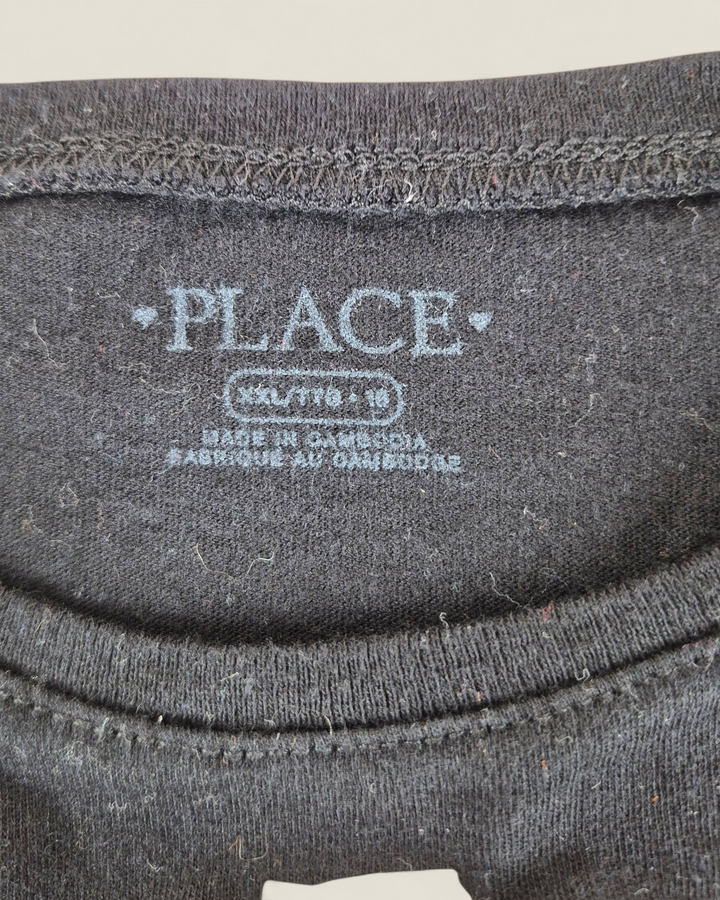 PLACE
XXL/TTG • 16
MADE IN CAMBODIA
FABRIQUÉ AU CAMBODGE